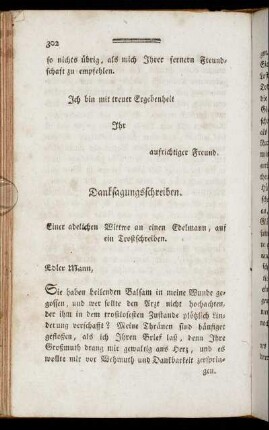 302
so nichts übrig, als mich Ihrer fernern Freund-
schaft zu empfehlen.
Ich bin mit treuer Ergebenheit
Ihr
aufrichtiger Freund.
Danksagungsschreiben.
Einer adelichen Wittwe an einen Edelmann, auf
ein Trostschreiben.
Edler Mann,
Sie haben heilenden Balsam in meine Wunde ge-
gossen, und wer sollte den Arzt nicht hochachten,
der ihm in dem trostlosesten Zustande plötzlich Lin-
derung verschafft? Meine Thränen sind häufiger
geflossen, als ich Ihren Brief laß, denn Ihre
Großmuth drang mir gewaltig ans Herz, und es
wollte mir vor Wehmuth und Dankbarkeit zersprin-
gen.